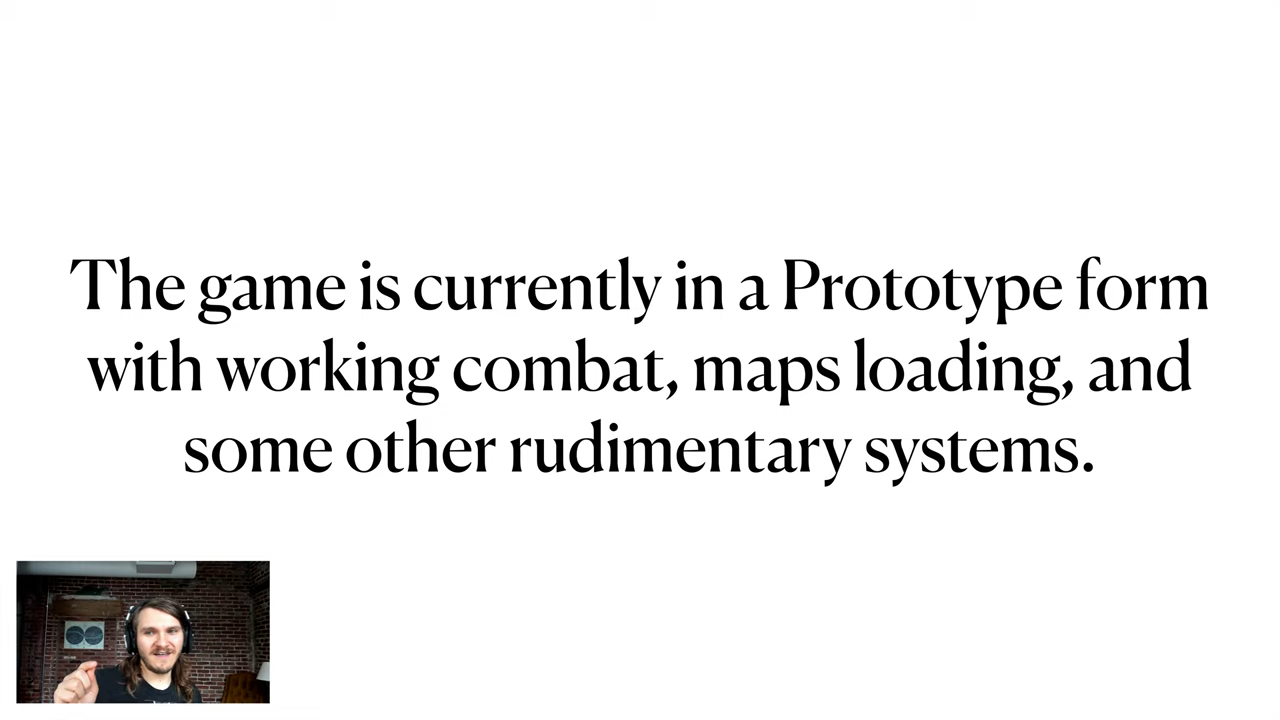 The game is currently in a Prototype form
with working combat, maps loading, and
some other rudimentary systems.